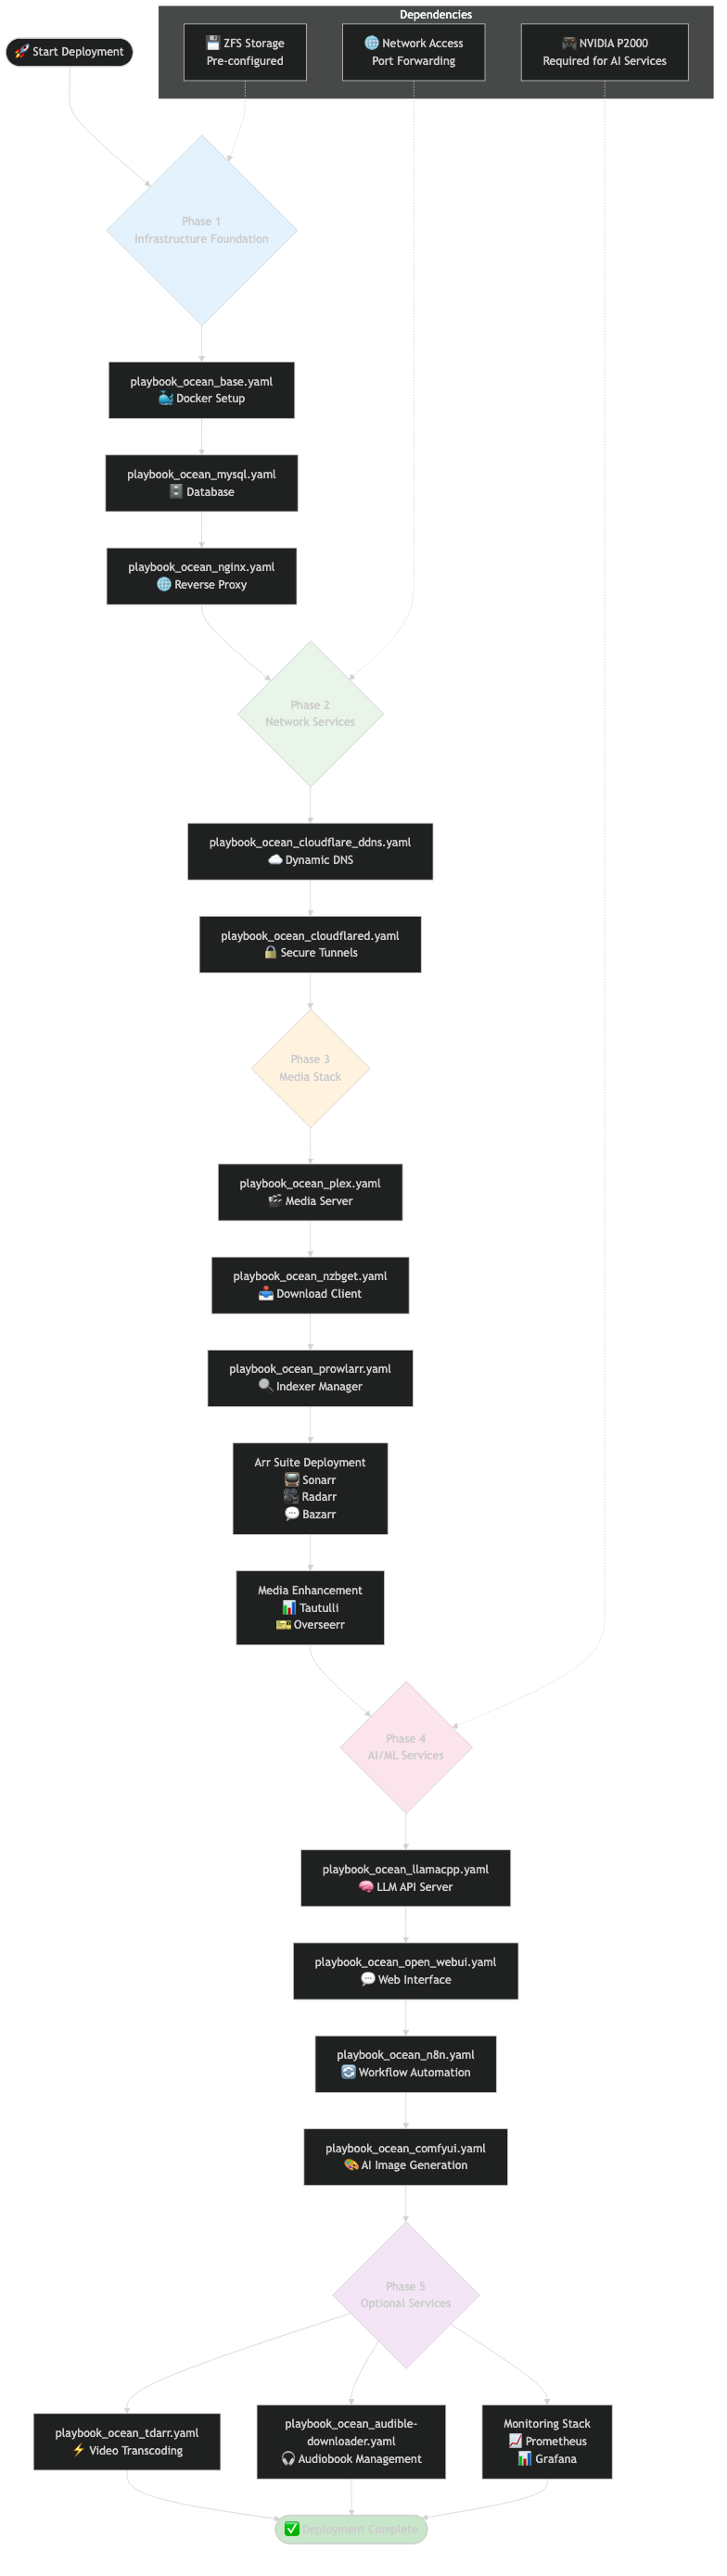 Dependencies
🚀 Start Deployment
💾 ZFS Storage
Pre-configured
🌐 Network Access
Port Forwarding
🎮 NVIDIA P2000
Required for AI Services
Phase 1
Infrastructure Foundation
playbook_ocean_base.yaml
🐳 Docker Setup
playbook_ocean_mysql.yaml
🗄️ Database
playbook_ocean_nginx.yaml
🌐 Reverse Proxy
Phase 2
Network Services
playbook_ocean_cloudflare_ddns.yaml
☁️ Dynamic DNS
playbook_ocean_cloudflared.yaml
🔒 Secure Tunnels
Phase 3
Media Stack
playbook_ocean_plex.yaml
🎬 Media Server
playbook_ocean_nzbget.yaml
📥 Download Client
playbook_ocean_prowlarr.yaml
🔍 Indexer Manager
Arr Suite Deployment
📺 Sonarr
🎥 Radarr
💬 Bazarr
Media Enhancement
📊 Tautulli
🎫 Overseerr
Phase 4
AI/ML Services
playbook_ocean_llamacpp.yaml
🧠 LLM API Server
playbook_ocean_open_webui.yaml
💬 Web Interface
playbook_ocean_n8n.yaml
🔄 Workflow Automation
playbook_ocean_comfyui.yaml
🎨 AI Image Generation
Phase 5
Optional Services
playbook_ocean_tdarr.yaml
⚡ Video Transcoding
playbook_ocean_audible-
downloader.yaml
🎧 Audiobook Management
Monitoring Stack
📈 Prometheus
📊 Grafana
✅ Deployment Complete